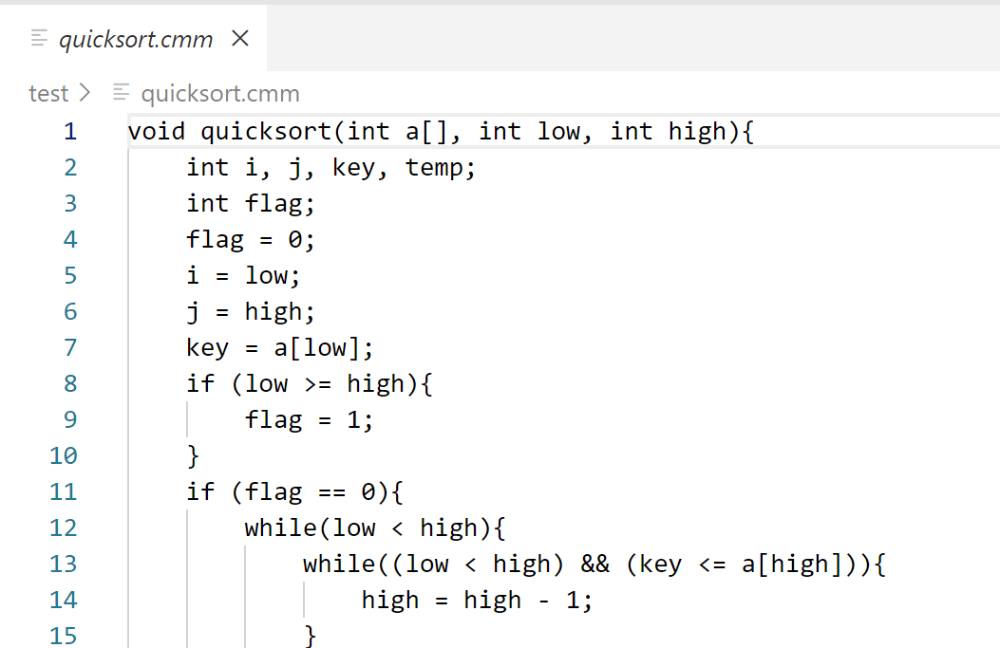 quicksort.cmm
test > quicksort.cmm
1 void quicksort(int a[], int low, int high){
2     int i, j, key, temp;
3     int flag;
4     flag = 0;
5     i = low;
6     j = high;
7     key = a[low];
8     if (low >= high){
9         flag = 1;
10     }
11     if (flag == 0){
12         while(low < high){
13             while((low < high) && (key <= a[high])){
14                 high = high - 1;
15             }